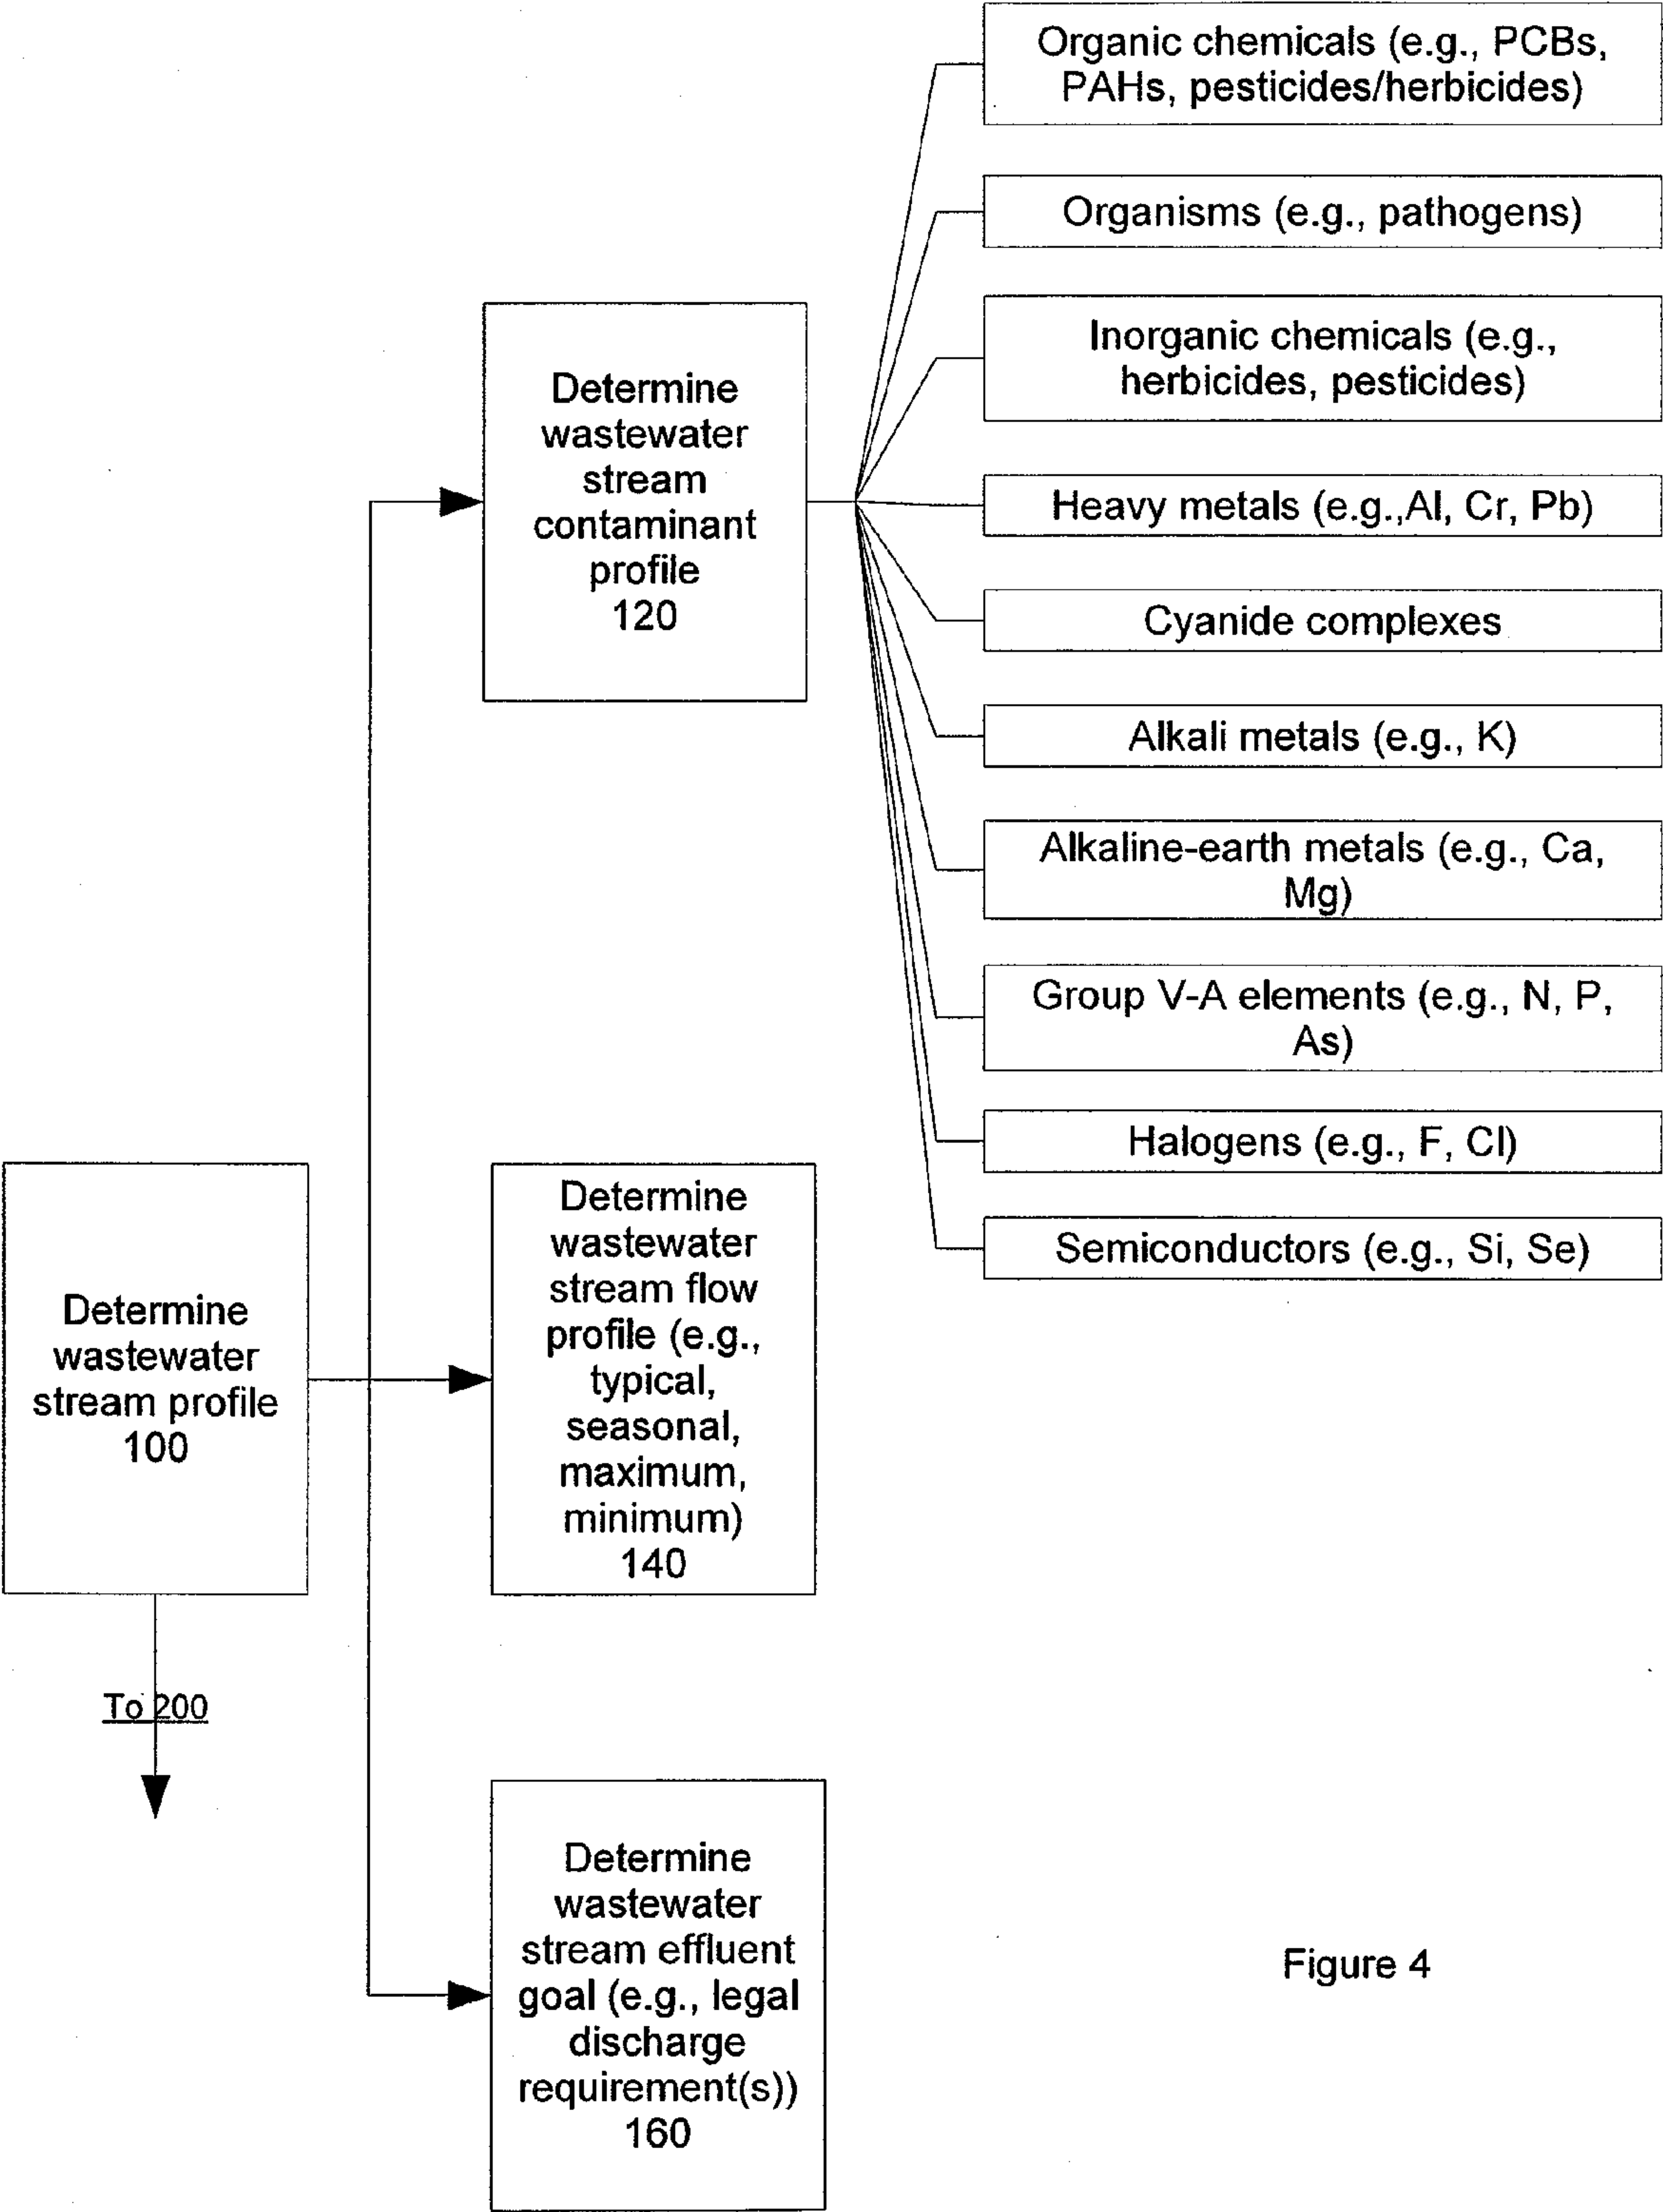 Organic chemicals (e.g., PCBs,
PAHs, pesticides/herbicides)
Organisms (e.g., pathogens)
Inorganic chemicals (e.g.,
herbicides, pesticides)
Heavy metals (e.g.,Al, Cr, Pb)
Cyanide complexes
Alkali metals (e.g., K)
Alkaline-earth metals (e.g., Ca,
Mg)
Group V-A elements (e.g., N, P,
As)
Halogens (e.g., F, Cl)
Semiconductors (e.g., Si, Se)
Determine
wastewater
stream
contaminant
profile
120
Determine
wastewater
stream flow
profile (e.g.,
typical,
seasonal,
maximum,
minimum)
140
Determine
wastewater
stream profile
100
To 200
Determine
wastewater
stream effluent
goal (e.g., legal
discharge
requirement(s))
160
Figure 4